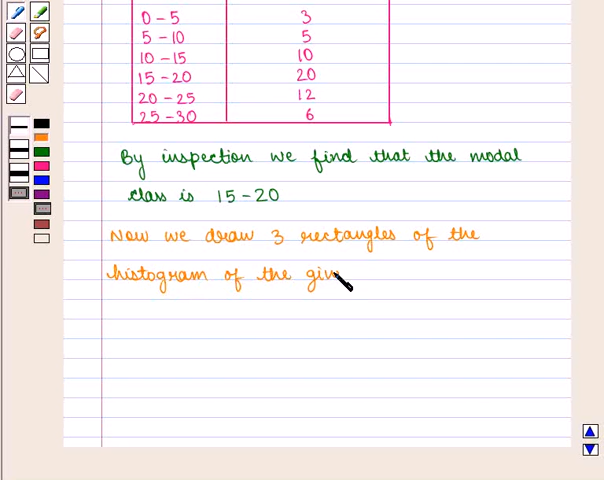 0-5 3
5-10 5
10-15 10
15-20 20
20-25 12
25-30 6
By inspection we find that the modal
class is 15-20
Now we draw 3 rectangles of the
histogram of the giv